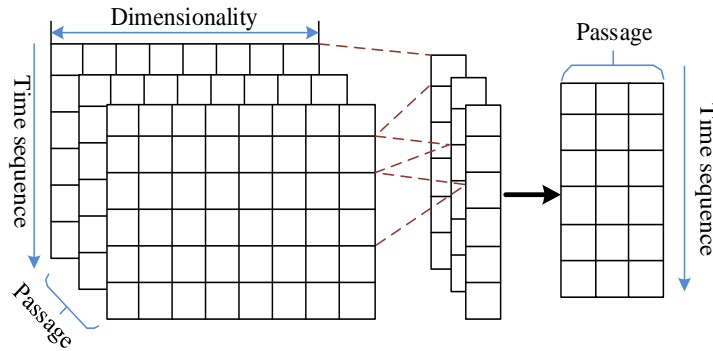 Dimensionality
Time sequence
Passage
Passage
Time sequence